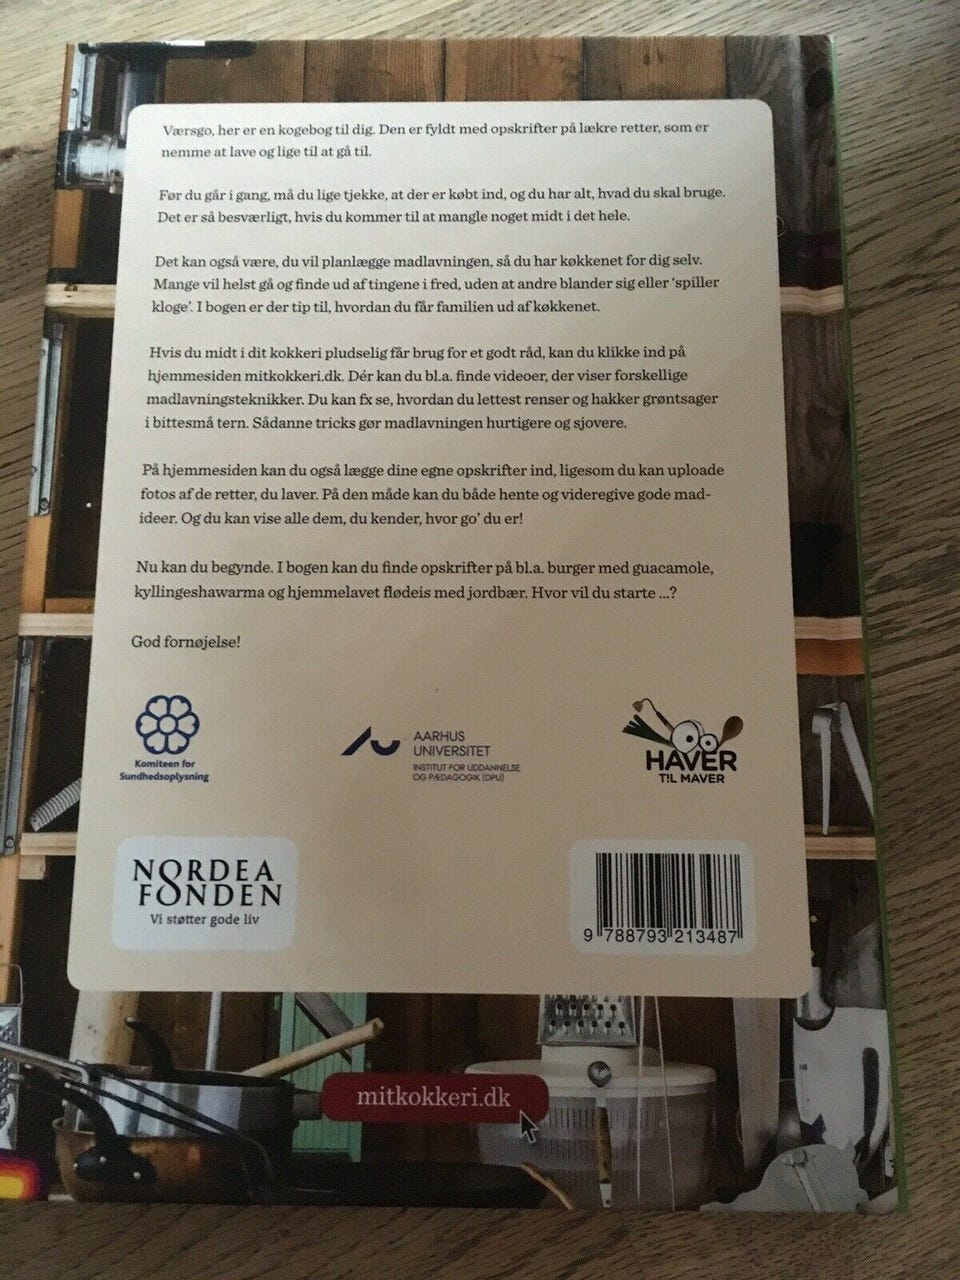 Værsgo, her er en kogebog til dig. Den er fyldt med opskrifter på lækre retter, som er
nemme at lave og lige til at gå til.
Før du går i gang, må du lige tjekke, at der er købt ind, og du har alt, hvad du skal bruge.
Det er så besværligt, hvis du kommer til at mangle noget midt i det hele.
Det kan også være, du vil planlægge madlavningen, så du har køkkenet for dig selv.
Mange vil helst gå og finde ud af tingene i fred, uden at andre blander sig eller ‘spiller
kloge’. I bogen er der tip til, hvordan du får familien ud af køkkenet.
Hvis du midt i dit kokkeri pludselig får brug for et godt råd, kan du klikke ind på
hjemmesiden mitkokkeri.dk. Dér kan du bl.a. finde videoer, der viser forskellige
madlavningsteknikker. Du kan fx se, hvordan du lettest renser og hakker grøntsager
i bittesmå tern. Sådanne tricks gør madlavningen hurtigere og sjovere.
På hjemmesiden kan du også lægge dine egne opskrifter ind, ligesom du kan uploade
fotos af de retter, du laver. På den måde kan du både hente og videregive gode mad-
ideer. Og du kan vise alle dem, du kender, hvor go’ du er!
Nu kan du begynde. I bogen kan du finde opskrifter på bl.a. burger med guacamole,
kyllingeshawarma og hjemmelavet flødeis med jordbær. Hvor vil du starte ...?
God fornøjelse!
Komiteen for
Sundhedsoplysning
AARHUS
UNIVERSITET
INSTITUT FOR UDDANNELSE
OG PÆDAGOGIK (DPU)
HAVER
T!L MAVER
NORDEA
FONDEN
Vi støtter gode liv
9 788793 213487
mitkokkeri.dk